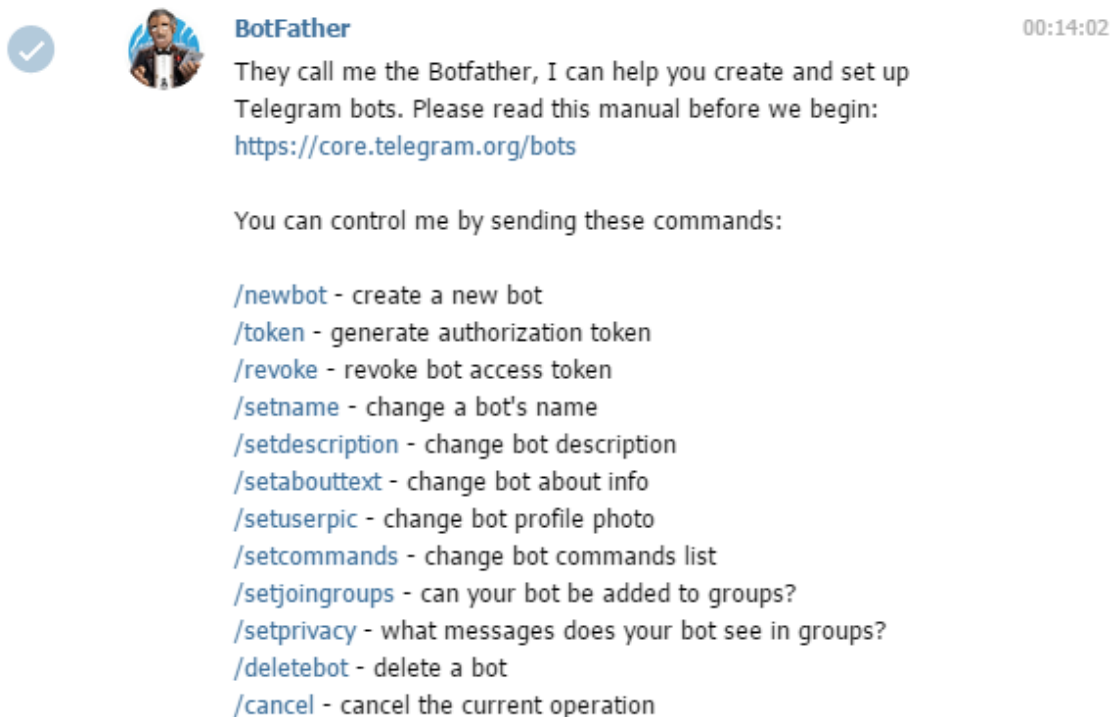 BotFather
00:14:02
They call me the Botfather, I can help you create and set up
Telegram bots. Please read this manual before we begin:
https://core.telegram.org/bots
You can control me by sending these commands:
/newbot - create a new bot
/token - generate authorization token
/revoke - revoke bot access token
/setname - change a bot's name
/setdescription - change bot description
/setabouttext - change bot about info
/setuserpic - change bot profile photo
/setcommands - change bot commands list
/setjoingroups - can your bot be added to groups?
/setprivacy - what messages does your bot see in groups?
/deletebot - delete a bot
/cancel - cancel the current operation